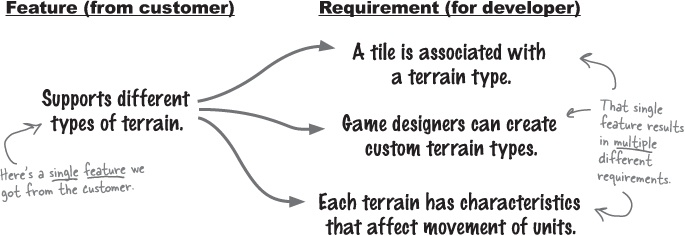 Feature (from customer)
Requirement (for developer)
Supports different
types of terrain.
Here's a single feature we
got from the customer.
A tile is associated with
a terrain type.
Game designers can create
custom terrain types.
Each terrain has characteristics
that affect movement of units.
That single
feature results
in multiple
different
requirements.